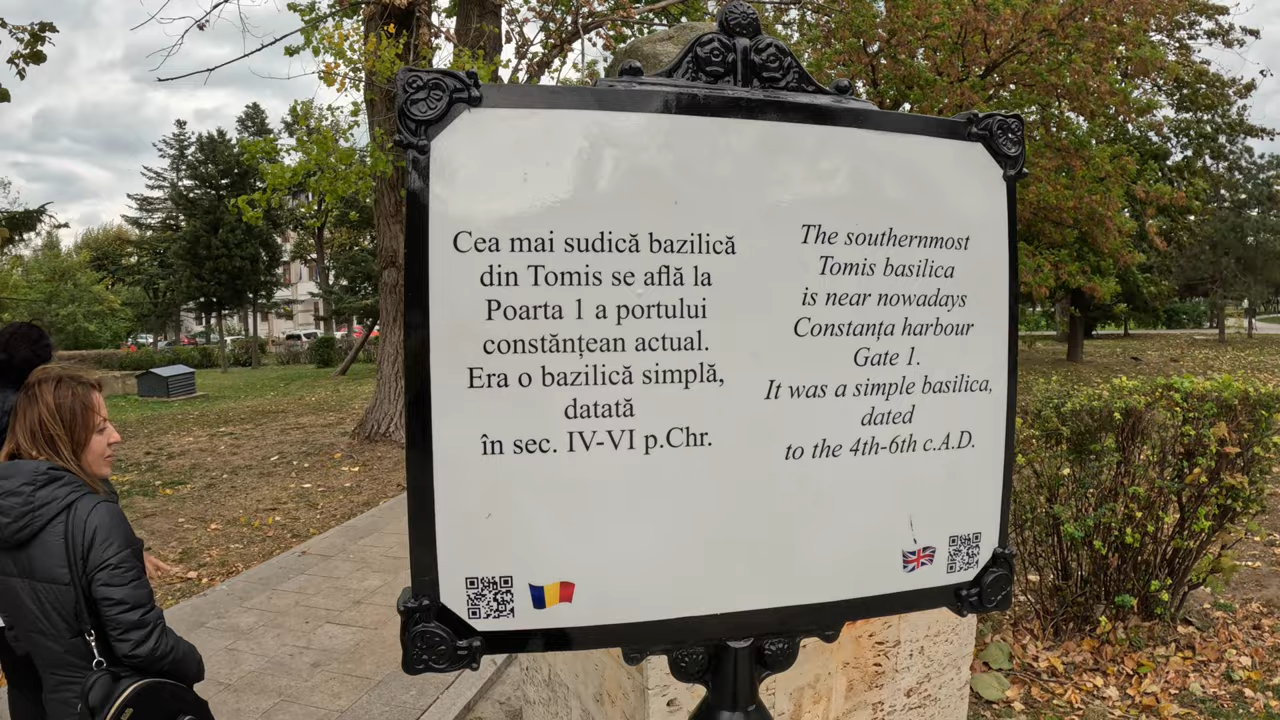 Cea mai sudică bazilică
din Tomis se află la
Poarta 1 a portului
constănțean actual.
Era o bazilică simplă,
datată
în sec. IV-VI p.Chr.
The southernmost
Tomis basilica
is near nowadays
Constanța harbour
Gate 1.
It was a simple basilica,
dated
to the 4th-6th c.A.D.